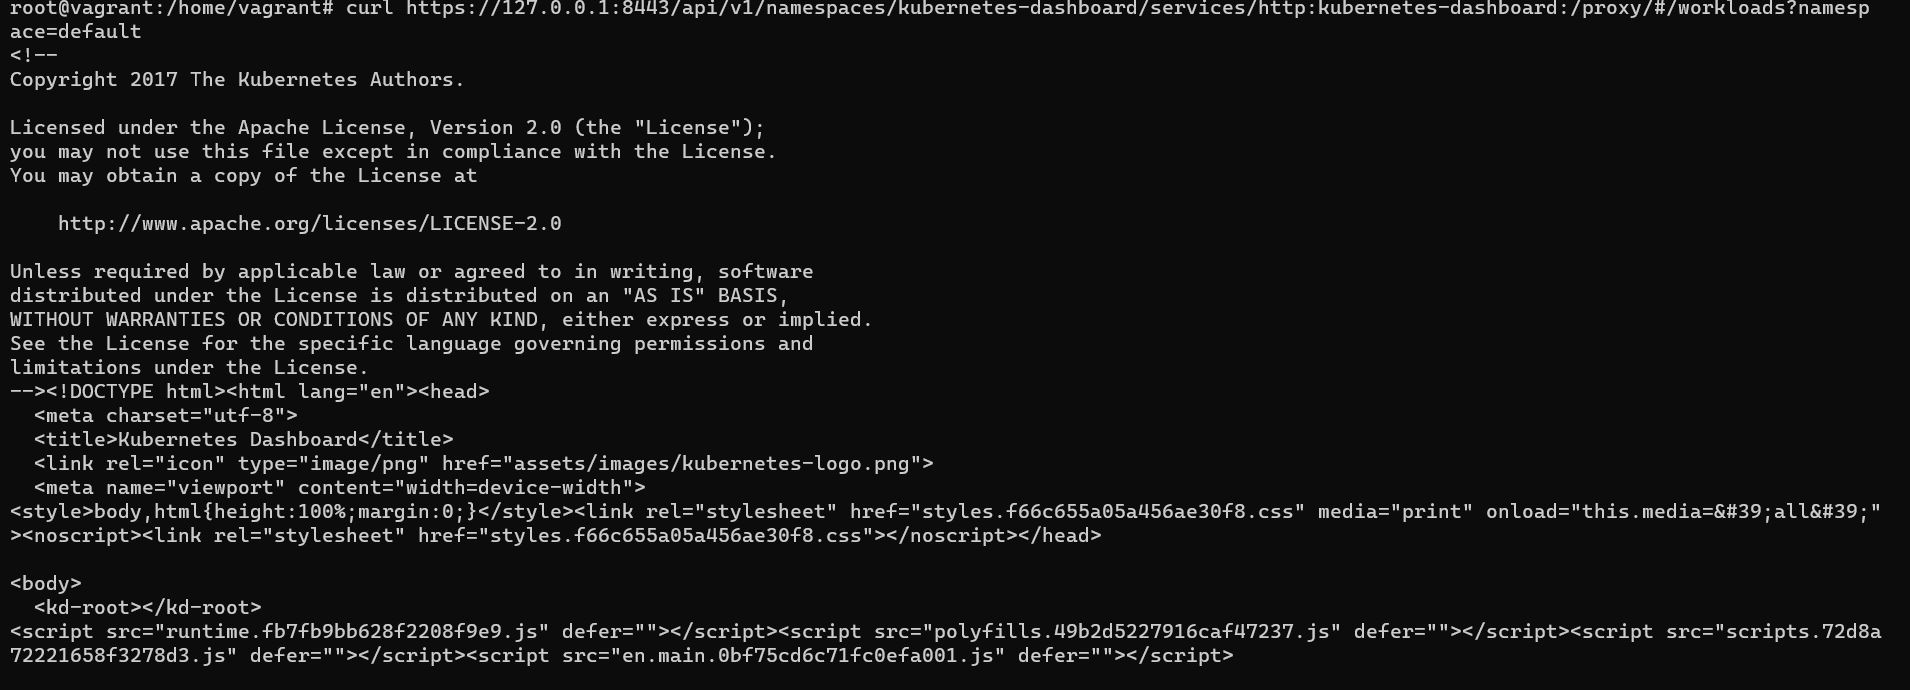 root@vagrant:/home/vagrant# curl https://127.0.0.1:8443/api/v1/namespaces/kubernetes-dashboard/services/http:kubernetes-dashboard:/proxy/#/workloads?namesp
ace=default
<!--
Copyright 2017 The Kubernetes Authors.

Licensed under the Apache License, Version 2.0 (the "License");
you may not use this file except in compliance with the License.
You may obtain a copy of the License at

    http://www.apache.org/licenses/LICENSE-2.0

Unless required by applicable law or agreed to in writing, software
distributed under the License is distributed on an "AS IS" BASIS,
WITHOUT WARRANTIES OR CONDITIONS OF ANY KIND, either express or implied.
See the License for the specific language governing permissions and
limitations under the License.
--><!DOCTYPE html><html lang="en"><head>
  <meta charset="utf-8">
  <title>Kubernetes Dashboard</title>
  <link rel="icon" type="image/png" href="assets/images/kubernetes-logo.png">
  <meta name="viewport" content="width=device-width">
<style>body,html{height:100%;margin:0;}</style><link rel="stylesheet" href="styles.f66c655a05a456ae30f8.css" media="print" onload="this.media=&#39;all&#39;"
><noscript><link rel="stylesheet" href="styles.f66c655a05a456ae30f8.css"></noscript></head>

<body>
  <kd-root></kd-root>
<script src="runtime.fb7fb9bb628f2208f9e9.js" defer=""></script><script src="polyfills.49b2d5227916caf47237.js" defer=""></script><script src="scripts.72d8a
72221658f3278d3.js" defer=""></script><script src="en.main.0bf75cd6c71fc0efa001.js" defer=""></script>